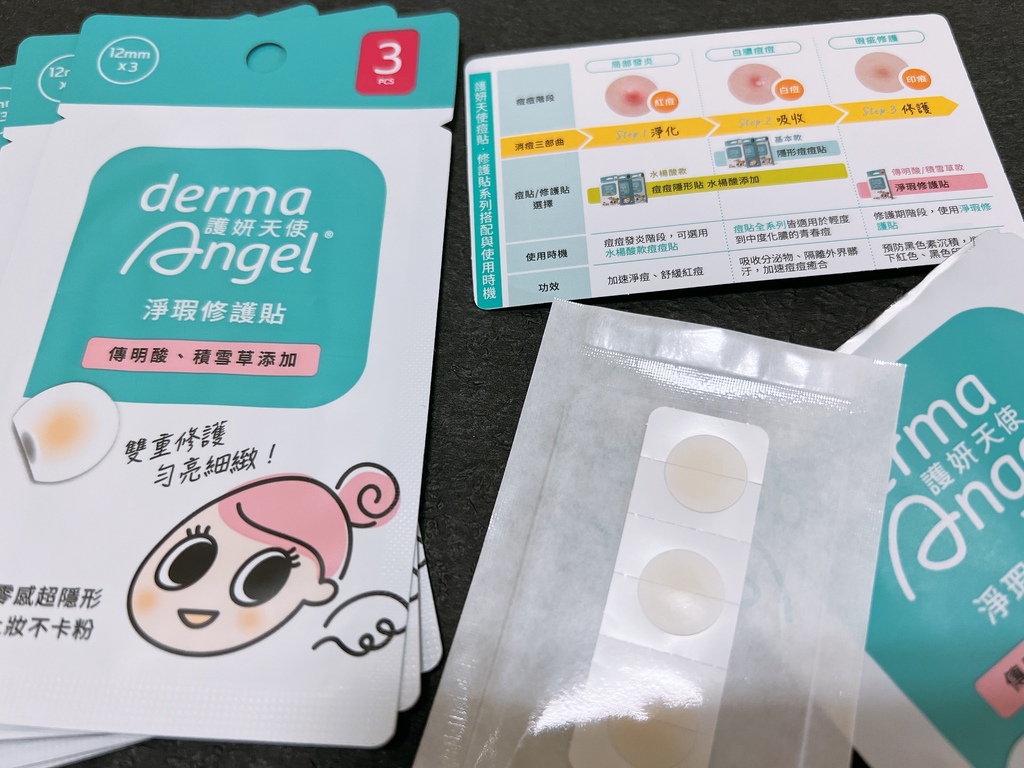 12mm
x3
3
PCS
derma
護妍天使
Angel®
淨瑕修護貼
傳明酸、積雪草添加
雙重修護
勻亮細緻！
零感超隱形
妝不卡粉
護妍天使痘貼．修護貼系列搭配與使用時機
痘痘階段
局部發炎
紅痘
白膿痘痘
白痘
瑕疵修護
印疤
消痘三部曲
Step 1 淨化
Step 2 吸收
Step 3 修護
痘貼/修護貼
選擇
水楊酸款
痘痘隱形貼 水楊酸添加
基本款
隱形痘痘貼
傳明酸/積雪草款
淨瑕修護貼
使用時機
痘痘發炎階段，可選用
水楊酸款痘痘貼
痘貼全系列皆適用於輕度
到中度化膿的青春痘
修護期階段，使用淨瑕修
護貼
功效
加速淨痘、舒緩紅痘
吸收分泌物、隔離外界髒
汙，加速痘痘癒合
預防黑色素沉積，
下紅色、黑色
erma
護妍天使
Ang
淨瑕